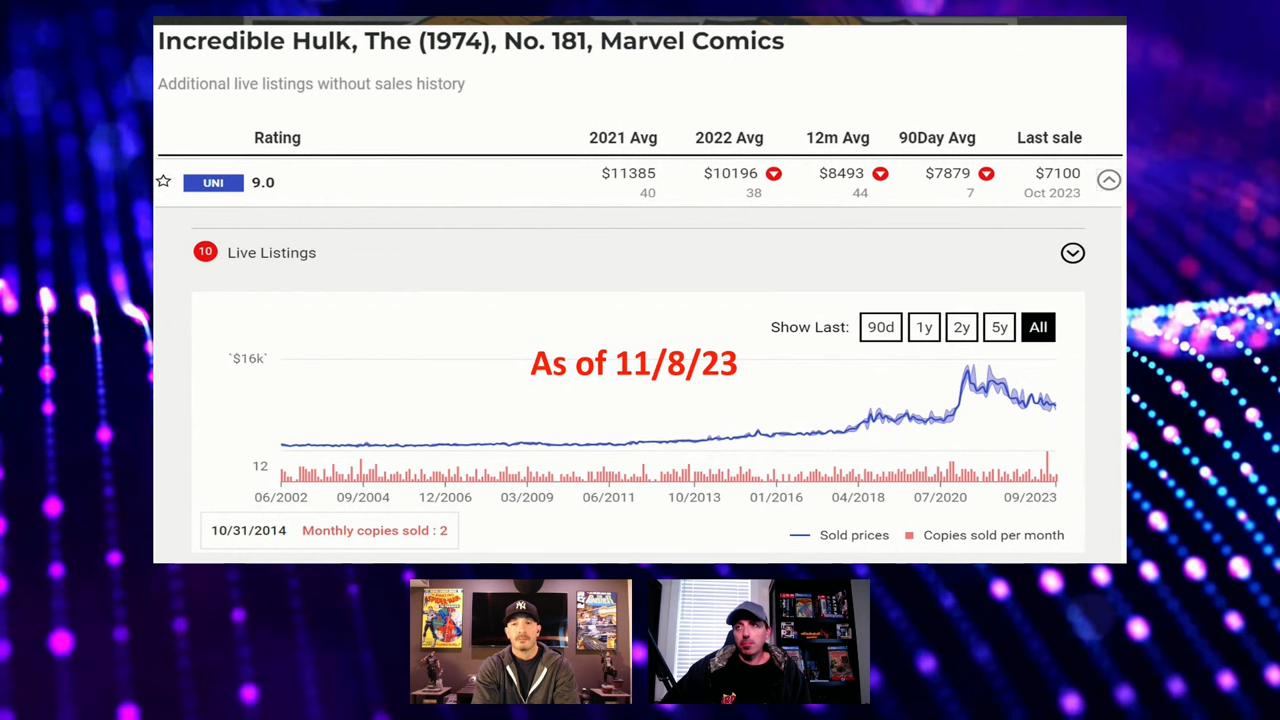 Incredible Hulk, The (1974), No. 181, Marvel Comics
Additional live listings without sales history
Rating 2021 Avg 2022 Avg 12m Avg 90Day Avg Last sale
UNI 9.0 $11385 $10196 $8493 $7879 $7100
40 38 44 7 Oct 2023
10 Live Listings
Show Last: 90d 1y 2y 5y All
`$16k`
As of 11/8/23
12
06/2002 09/2004 12/2006 03/2009 06/2011 10/2013 01/2016 04/2018 07/2020 09/2023
10/31/2014 Monthly copies sold : 2
Sold prices Copies sold per month
NY